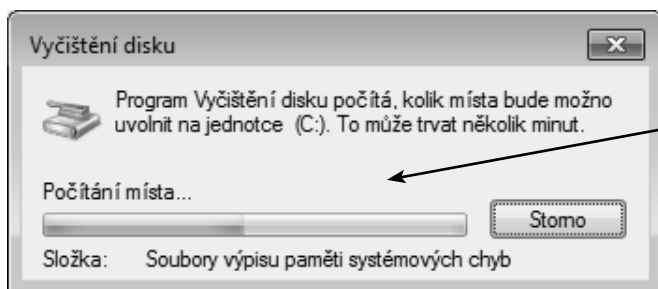 Vyčištění disku
Program Vyčištění disku počítá, kolik místa bude možno
uvolnit na jednotce (C:). To může trvat několik minut.
Počítání místa...
Storno
Složka: Soubory výpisu paměti systémových chyb